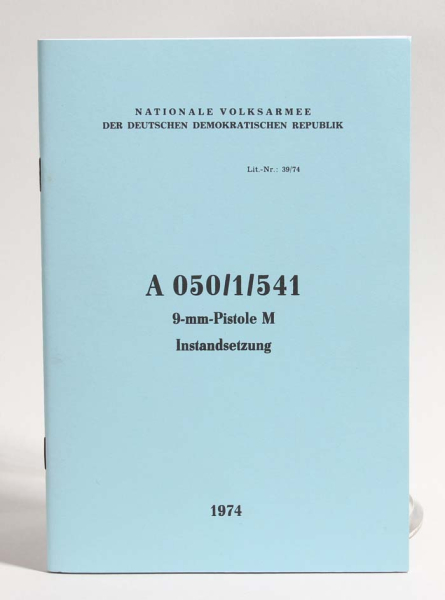 NATIONALE VOLKSARMEE
DER DEUTSCHEN DEMOKRATISCHEN REPUBLIK
Lit.-Nr.: 39/74
A 050/1/541
9-mm-Pistole M
Instandsetzung
1974